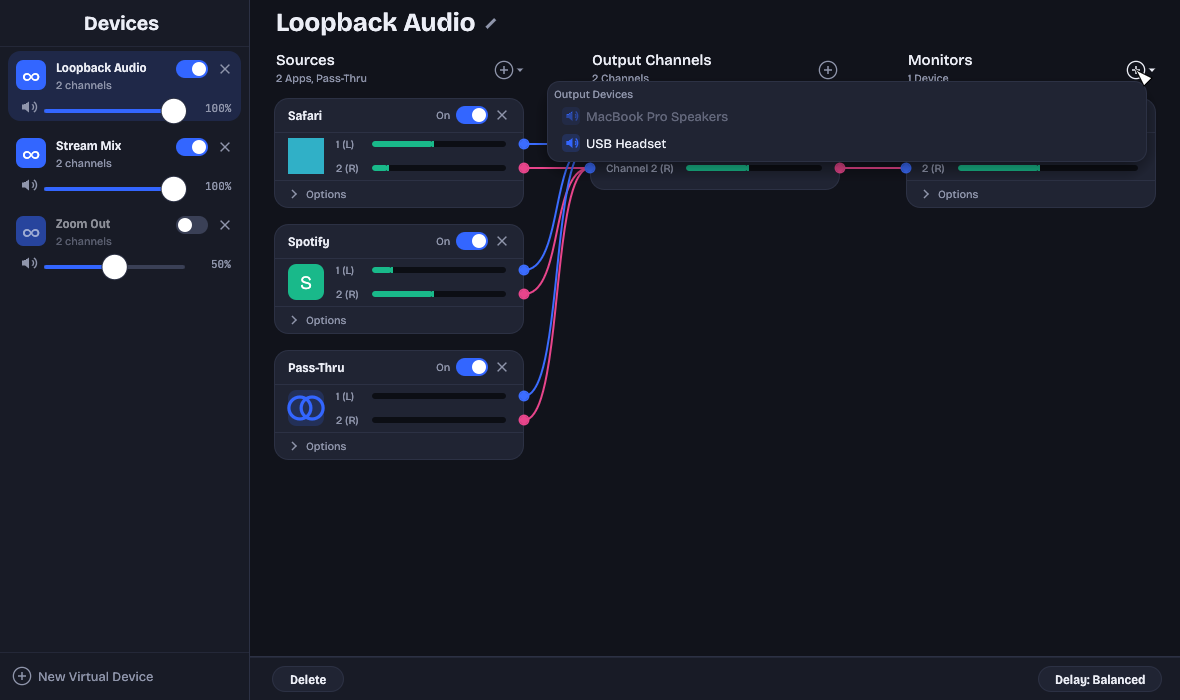 Devices
Loopback Audio
2 channels
100%
Stream Mix
2 channels
100%
Zoom Out
2 channels
50%
New Virtual Device
Loopback Audio
Sources
2 Apps, Pass-Thru
Safari
On
1 (L)
2 (R)
Options
Spotify
On
S
1 (L)
2 (R)
Options
Pass-Thru
On
1 (L)
2 (R)
Options
Output Channels
2 Channels
Channel 2 (R)
Monitors
1 Device
2 (R)
Options
Output Devices
MacBook Pro Speakers
USB Headset
Delete
Delay: Balanced